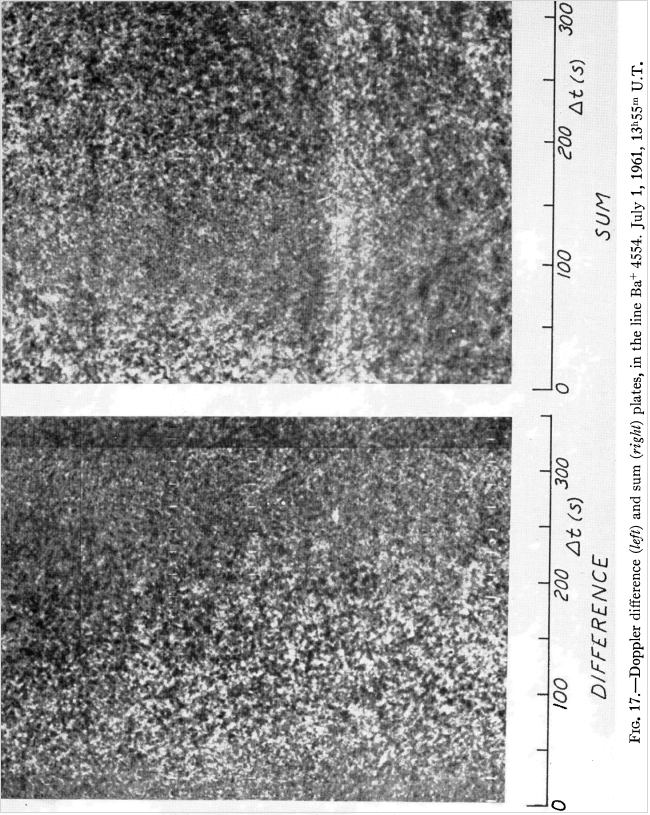 0 100 200 300
Δt (s)
DIFFERENCE
0 100 200 300
Δt (s)
SUM
FIG. 17.—Doppler difference (left) and sum (right) plates, in the line Ba⁺ 4554. July 1, 1961, 13ʰ55ᵐ U.T.